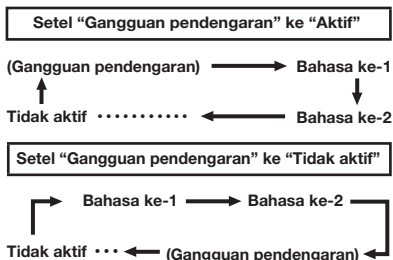 Setel “Gangguan pendengaran” ke “Aktif”
(Gangguan pendengaran) Bahasa ke-1
Tidak aktif ........... Bahasa ke-2
Setel “Gangguan pendengaran” ke “Tidak aktif”
Bahasa ke-1 Bahasa ke-2
Tidak aktif ... (Gangguan pendengaran)